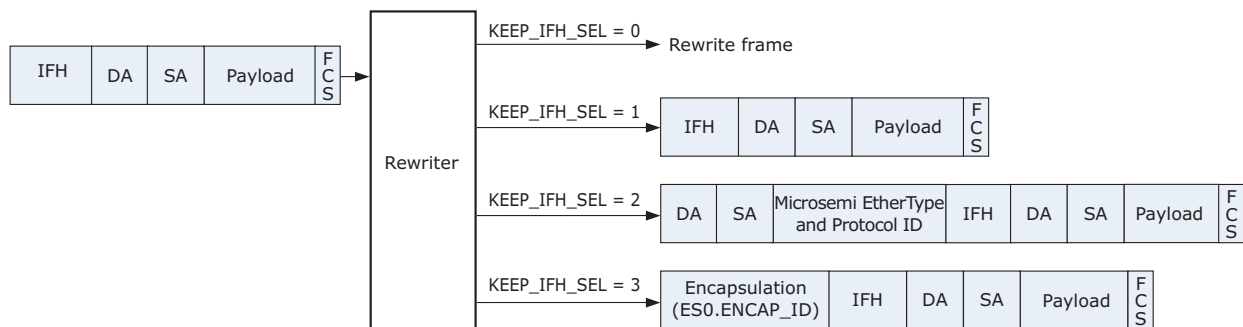 IFH DA SA Payload F
C
S
Rewriter
KEEP_IFH_SEL = 0 Rewrite frame
KEEP_IFH_SEL = 1 IFH DA SA Payload F
C
S
KEEP_IFH_SEL = 2 DA SA Microsemi EtherType
and Protocol ID IFH DA SA Payload F
C
S
KEEP_IFH_SEL = 3 Encapsulation
(ES0.ENCAP_ID) IFH DA SA Payload F
C
S